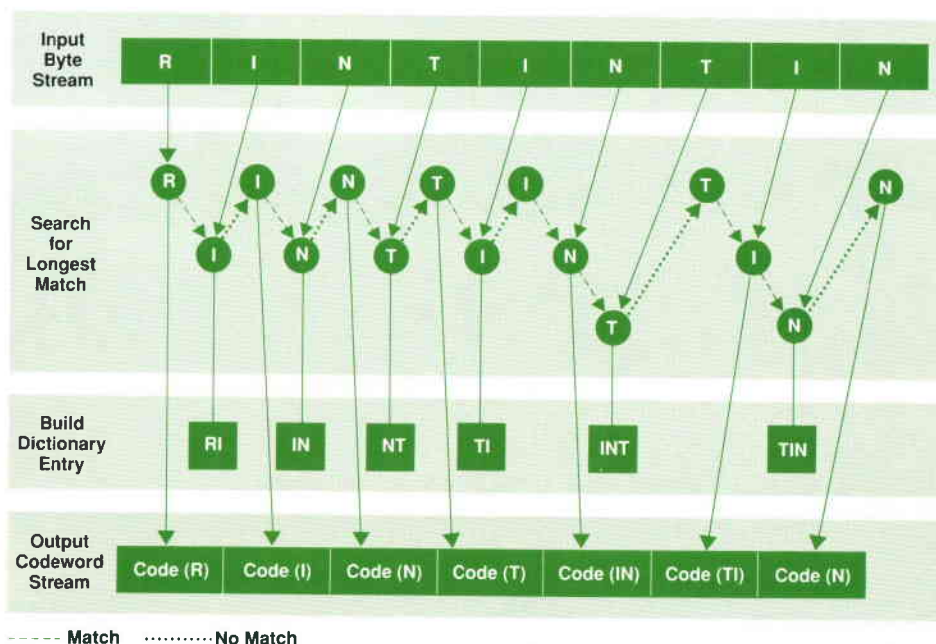 Input
Byte
Stream
R I N T I N T I N
R I N T I T N
Search
for
Longest
Match
I N T I N I
T N
Build
Dictionary
Entry
RI IN NT TI INT TIN
Output
Codeword
Stream
Code (R) Code (I) Code (N) Code (T) Code (IN) Code (TI) Code (N)
Match No Match